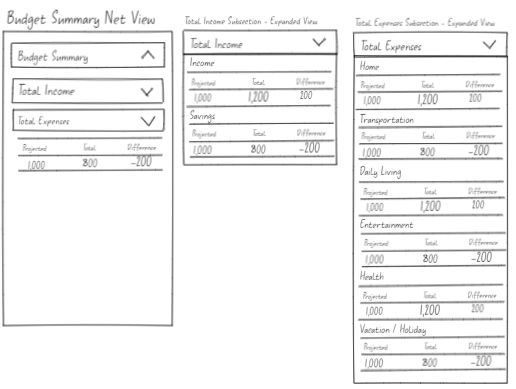 Budget Summary Net View
Budget Summary
Total Income
Total Expenses
Projected Total Difference
1,000 800 -200
Total Income Subsection - Expanded View
Total Income
Income
Projected Total Difference
1,000 1,200 200
Savings
Projected Total Difference
1,000 800 -200
Total Expenses Subsection - Expanded View
Total Expenses
Home
Projected Total Difference
1,000 1,200 200
Transportation
Projected Total Difference
1,000 800 -200
Daily Living
Projected Total Difference
1,000 1,200 200
Entertainment
Projected Total Difference
1,000 800 -200
Health
Projected Total Difference
1,000 1,200 200
Vacation / Holiday
Projected Total Difference
1,000 800 -200